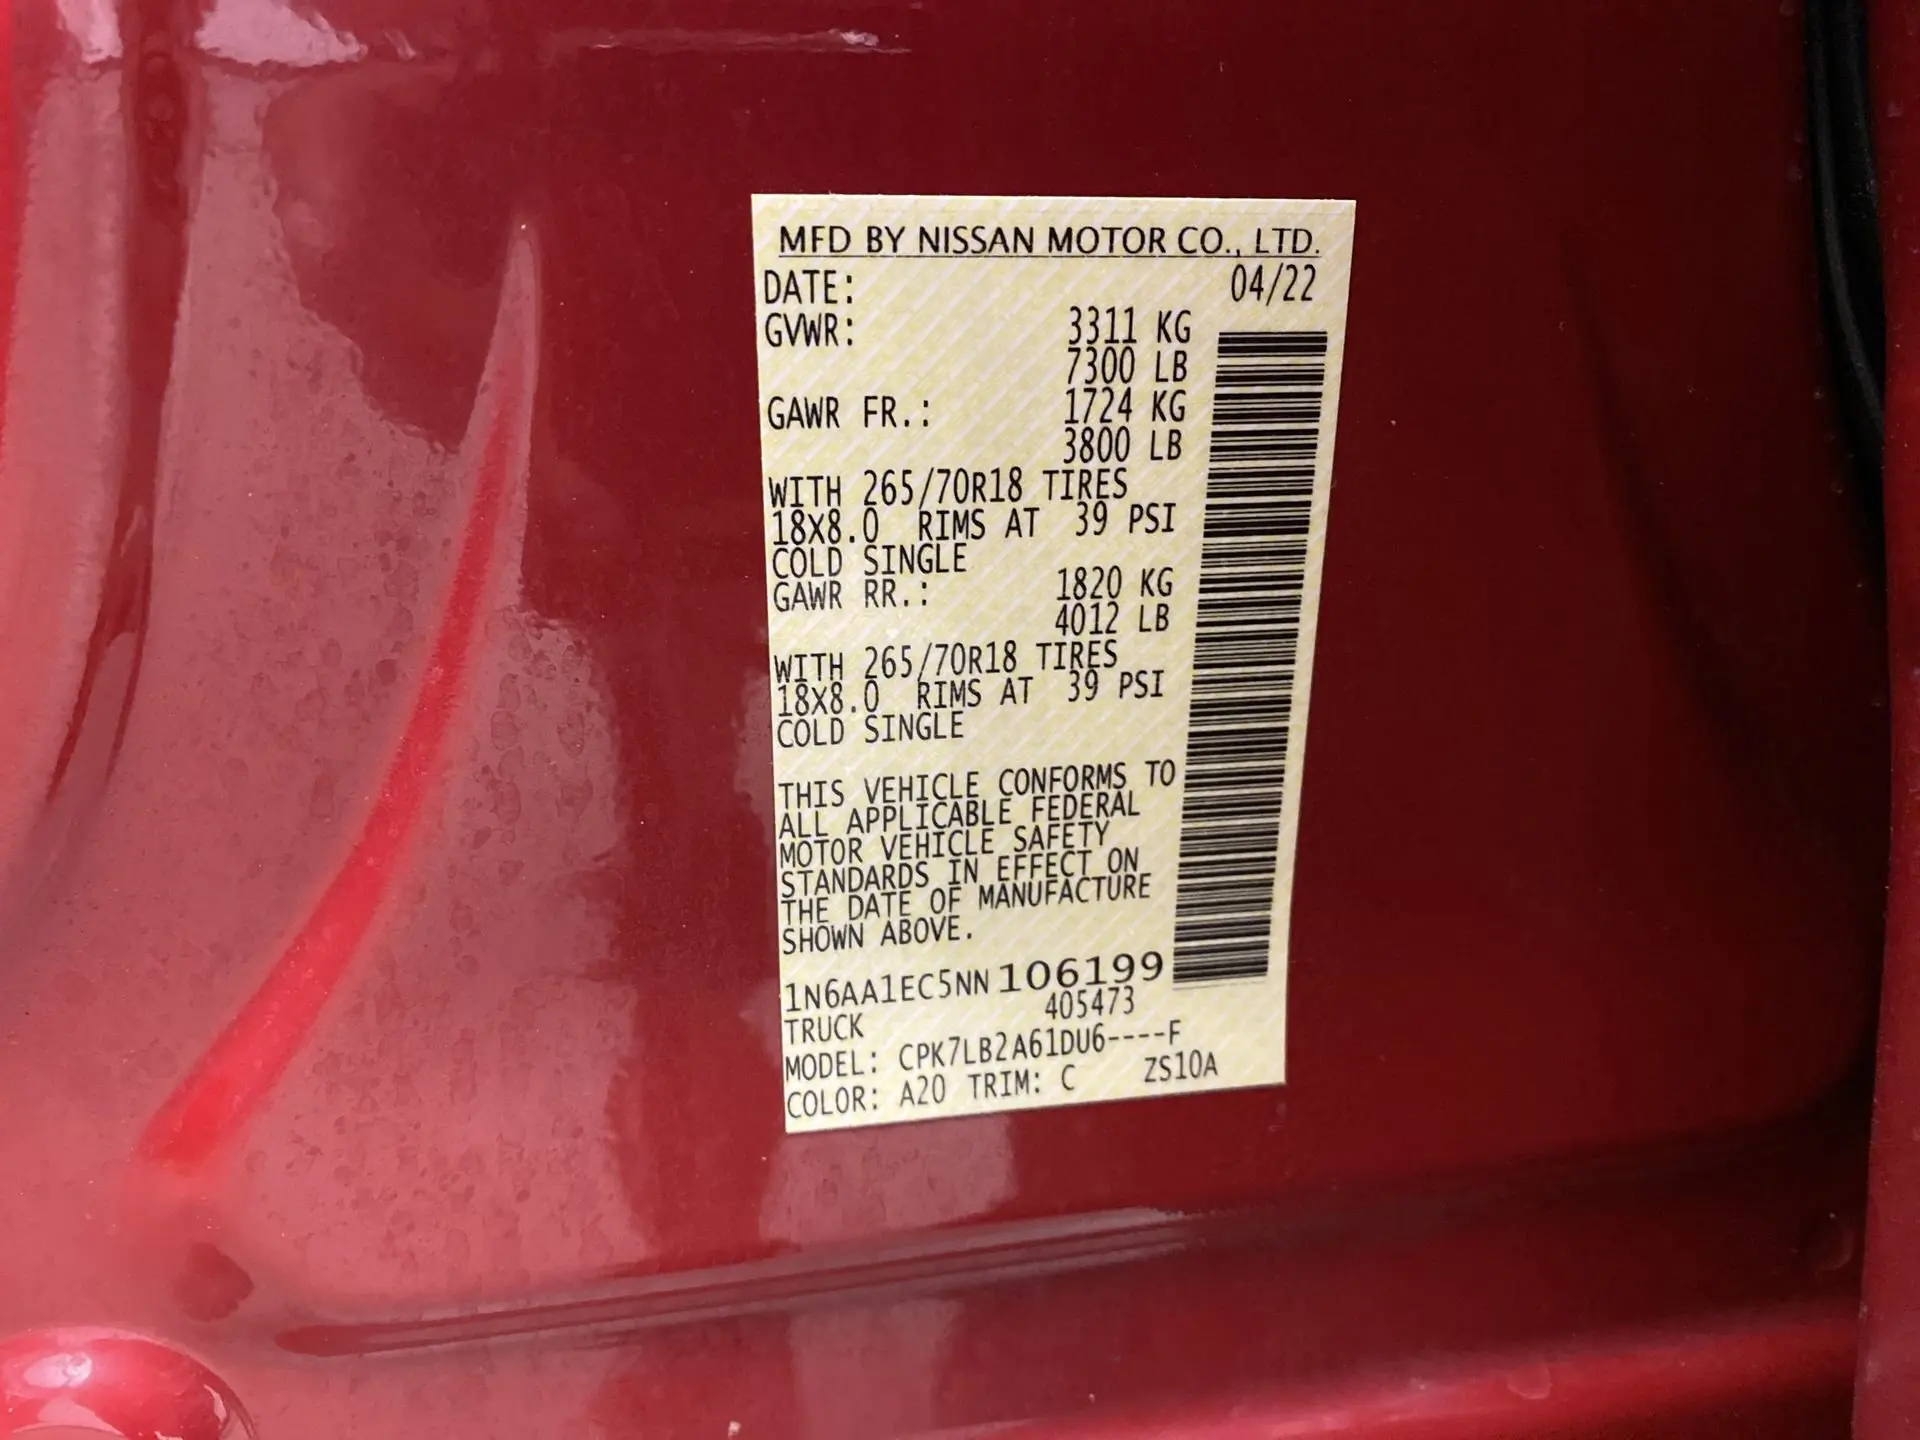 MFD BY NISSAN MOTOR CO., LTD.
DATE: 04/22
GVWR: 3311 KG
7300 LB
GAWR FR.: 1724 KG
3800 LB
WITH 265/70R18 TIRES
18X8.0 RIMS AT 39 PSI
COLD SINGLE
GAWR RR.: 1820 KG
4012 LB
WITH 265/70R18 TIRES
18X8.0 RIMS AT 39 PSI
COLD SINGLE
THIS VEHICLE CONFORMS TO
ALL APPLICABLE FEDERAL
MOTOR VEHICLE SAFETY
STANDARDS IN EFFECT ON
THE DATE OF MANUFACTURE
SHOWN ABOVE.
1N6AA1EC5NN106199
TRUCK 405473
MODEL: CPK7LB2A61DU6----F
COLOR: A20 TRIM: C ZS10A